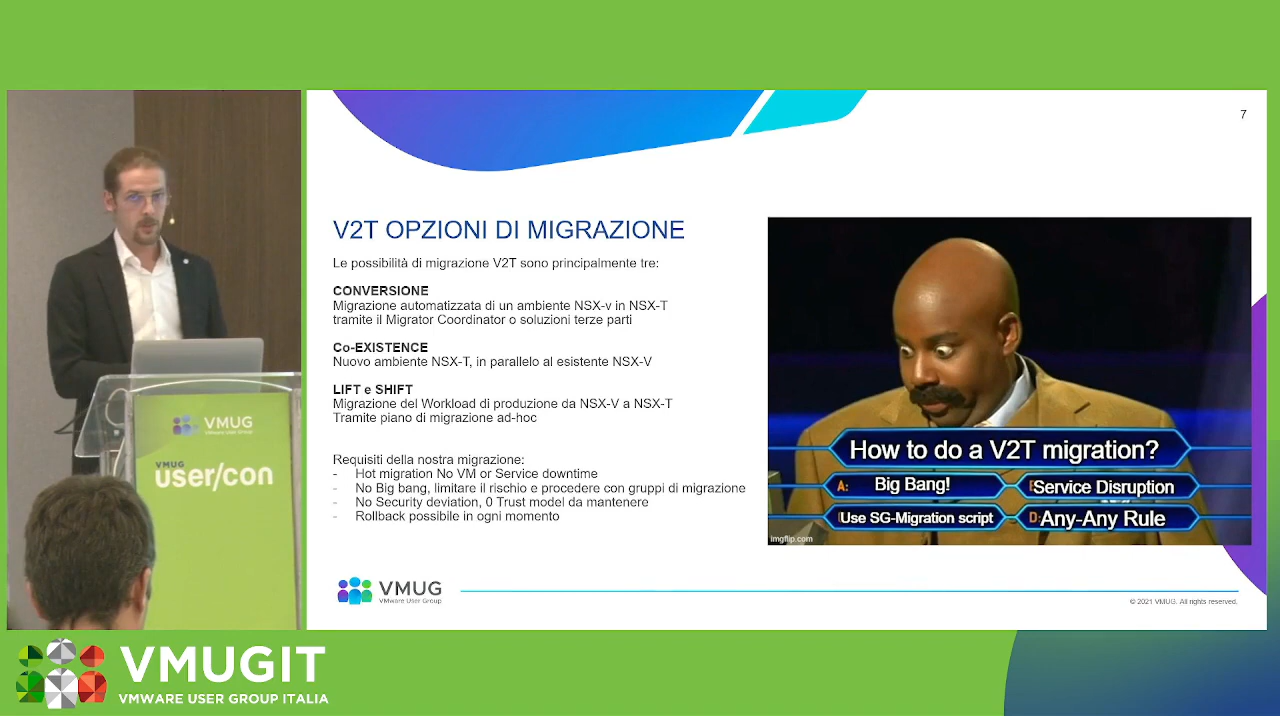 7
V2T OPZIONI DI MIGRAZIONE
Le possibilità di migrazione V2T sono principalmente tre:
CONVERSIONE
Migrazione automatizzata di un ambiente NSX-v in NSX-T
tramite il Migrator Coordinator o soluzioni terze parti
Co-EXISTENCE
Nuovo ambiente NSX-T, in parallelo al esistente NSX-V
LIFT e SHIFT
Migrazione del Workload di produzione da NSX-V a NSX-T
Tramite piano di migrazione ad-hoc
Requisiti della nostra migrazione:
- Hot migration No VM or Service downtime
- No Big bang, limitare il rischio e procedere con gruppi di migrazione
- No Security deviation, 0 Trust model da mantenere
- Rollback possibile in ogni momento
How to do a V2T migration?
A: Big Bang!
Service Disruption
Use SG-Migration script
D: Any-Any Rule
imgflip.com
VMUG
VMware User Group
© 2021 VMUG. All rights reserved.
VMUG
VMware User Group
VMUG
user/con
VMUGIT
VMWARE USER GROUP ITALIA